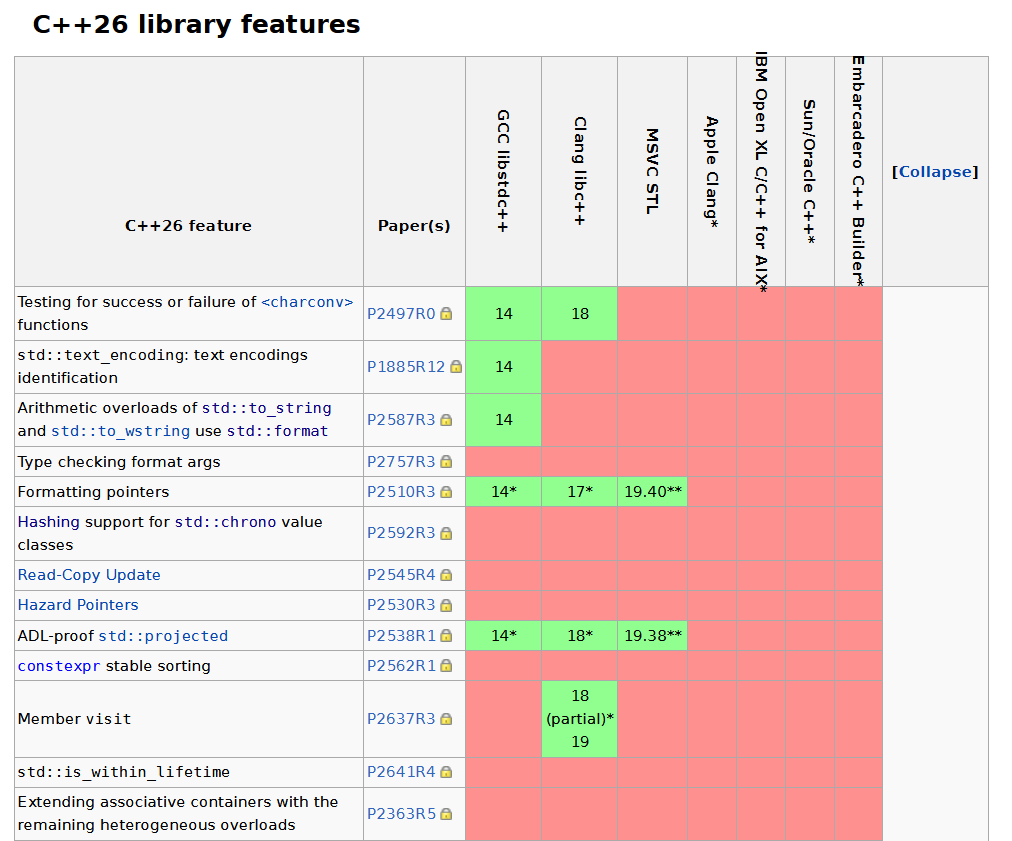 C++26 library features
C++26 feature
Paper(s)
GCC libstdc++
Clang libc++
MSVC STL
Apple Clang*
IBM Open XL C/C++ for AIX*
Sun/Oracle C++*
Embarcadero C++ Builder*
[Collapse]
Testing for success or failure of <charconv>
functions
P2497R0
14
18
std::text_encoding: text encodings
identification
P1885R12
14
Arithmetic overloads of std::to_string
and std::to_wstring use std::format
P2587R3
14
Type checking format args
P2757R3
Formatting pointers
P2510R3
14*
17*
19.40**
Hashing support for std::chrono value
classes
P2592R3
Read-Copy Update
P2545R4
Hazard Pointers
P2530R3
ADL-proof std::projected
P2538R1
14*
18*
19.38**
constexpr stable sorting
P2562R1
Member visit
P2637R3
18
(partial)*
19
std::is_within_lifetime
P2641R4
Extending associative containers with the
remaining heterogeneous overloads
P2363R5